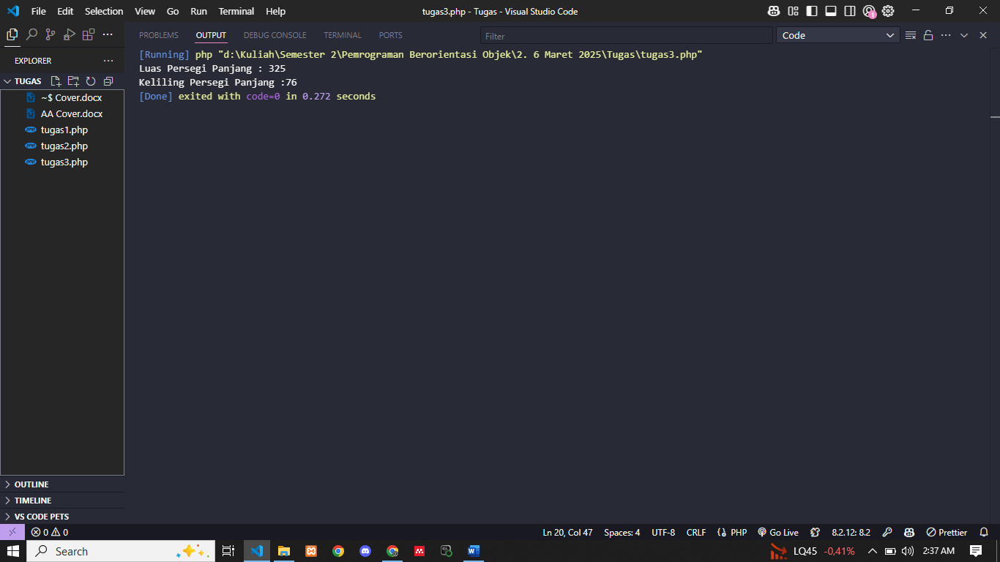 File Edit Selection View Go Run Terminal Help
tugas3.php - Tugas - Visual Studio Code
1
EXPLORER
TUGAS
~$ Cover.docx
AA Cover.docx
tugas1.php
tugas2.php
tugas3.php
OUTLINE
TIMELINE
VS CODE PETS
PROBLEMS OUTPUT DEBUG CONSOLE TERMINAL PORTS
Filter
Code
[Running] php "d:\Kuliah\Semester 2\Pemrograman Berorientasi Objek\2. 6 Maret 2025\Tugas\tugas3.php"
Luas Persegi Panjang : 325
Keliling Persegi Panjang :76
[Done] exited with code=0 in 0.272 seconds
0 0
Ln 20, Col 47 Spaces: 4 UTF-8 CRLF {} PHP Go Live 8.2.12: 8.2 Prettier
Search
LQ45 -0,41% 2:37 AM